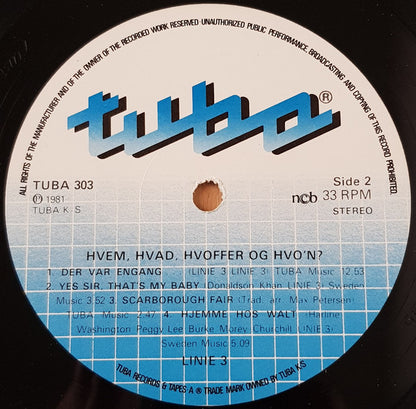 ALL RIGHTS OF THE MANUFACTURER AND OF THE OWNER OF THE RECORDED WORK RESERVED UNAUTHORIZED PUBLIC PERFORMANCE BROADCASTING AND COPYING OF THIS RECORD PROHIBITED
tuba®
TUBA 303
℗ 1981
TUBA K/S
Side 2
ncb 33 RPM
STEREO
HVEM, HVAD, HVOFFER OG HVO'N?
1. DER VAR ENGANG ... (LINIE 3 LINIE 3) TUBA Music 12.53
2. YES SIR, THAT'S MY BABY (Donaldson Khan LINIE 3) Sweden
Music 3.52 3. SCARBOROUGH FAIR (Trad. arr. Max Petersen)
TUBA Music 2.47 4. HJEMME HOS WALT (Harline
Washington Peggy Lee Burke Morey Churchill LINIE 3)
Sweden Music 5.09
LINIE 3
TUBA RECORDS & TAPES A ® TRADE MARK OWNED BY TUBA K/S